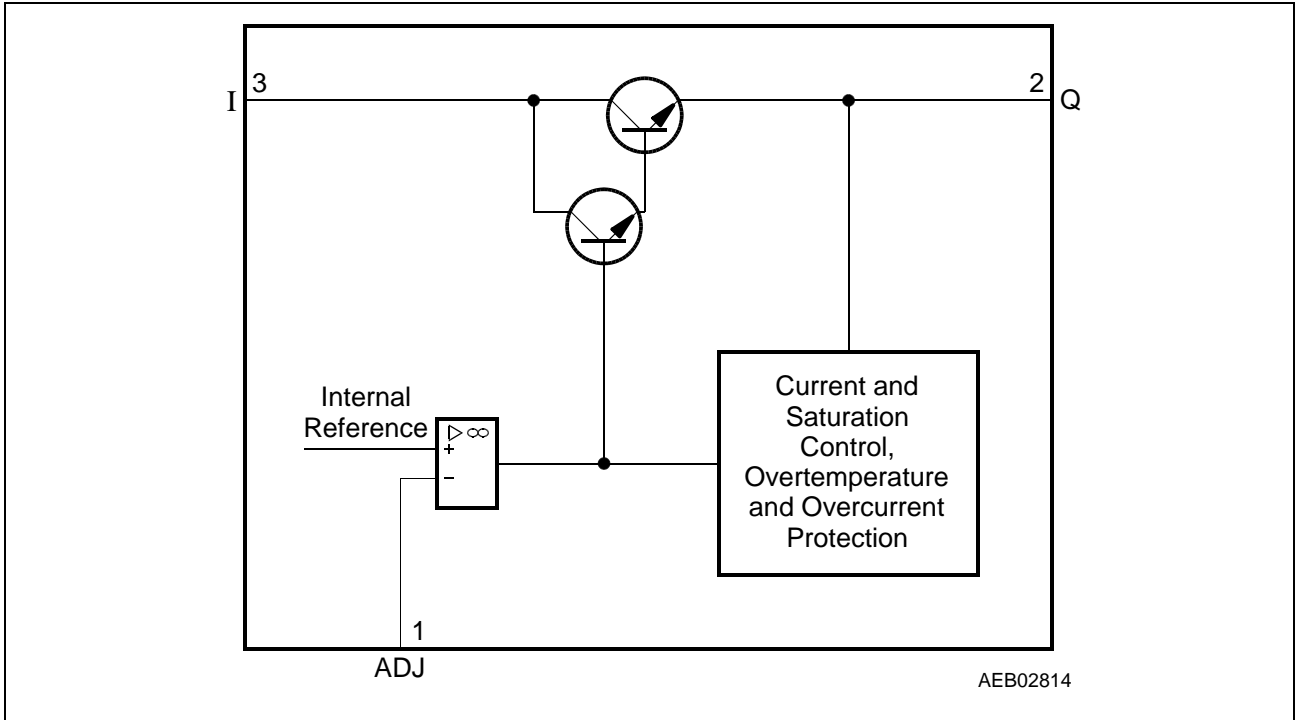 3
I
2
Q
Internal
Reference
▷ ∞
+
−
Current and
Saturation
Control,
Overtemperature
and Overcurrent
Protection
1
ADJ
AEB02814